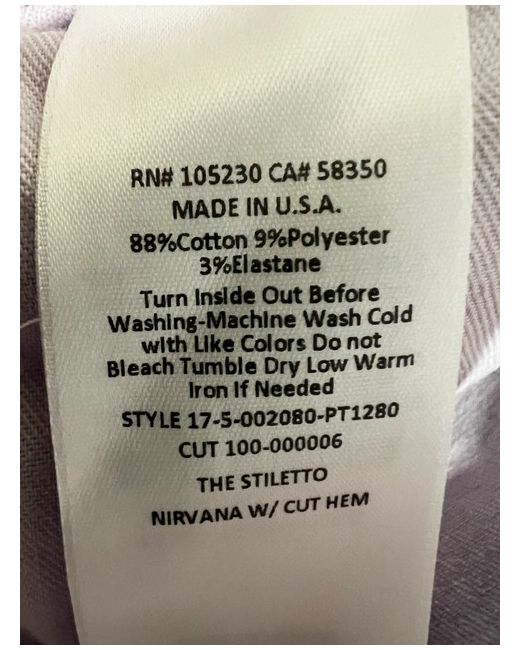 RN# 105230 CA# 58350
MADE IN U.S.A.
88%Cotton 9%Polyester
3%Elastane
Turn Inside Out Before
Washing-Machine Wash Cold
with Like Colors Do not
Bleach Tumble Dry Low Warm
Iron If Needed
STYLE 17-5-002080-PT1280
CUT 100-000006
THE STILETTO
NIRVANA W/ CUT HEM